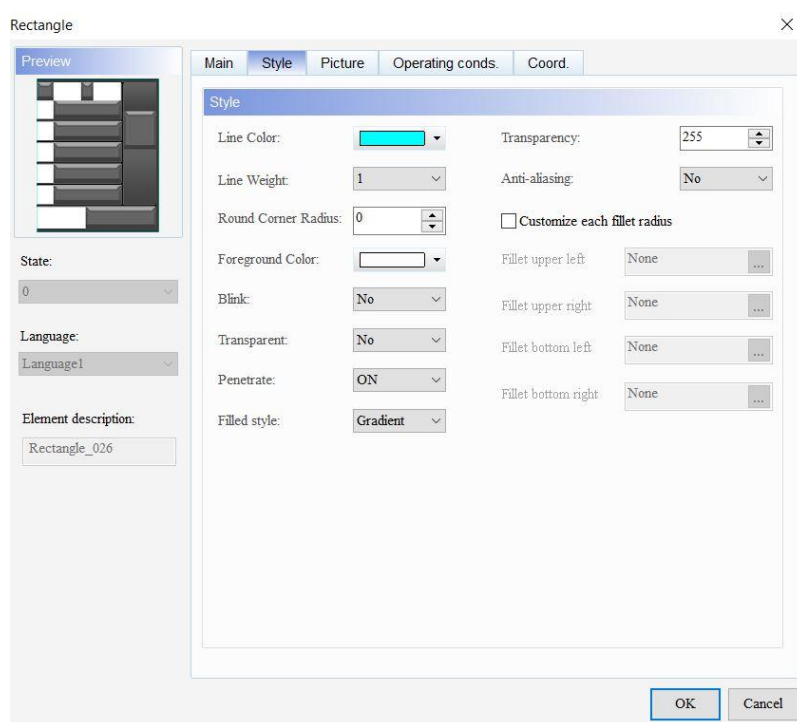 Rectangle
Preview
Main Style Picture Operating conds. Coord.
Style
Line Color:
Transparency: 255
Line Weight: 1
Anti-aliasing: No
Round Corner Radius: 0
Customize each fillet radius
Foreground Color:
Fillet upper left None ...
Blink: No
Fillet upper right None ...
Transparent: No
Fillet bottom left None ...
Penetrate: ON
Fillet bottom right None ...
Filled style: Gradient
State:
0
Language:
Language1
Element description:
Rectangle_026
OK Cancel